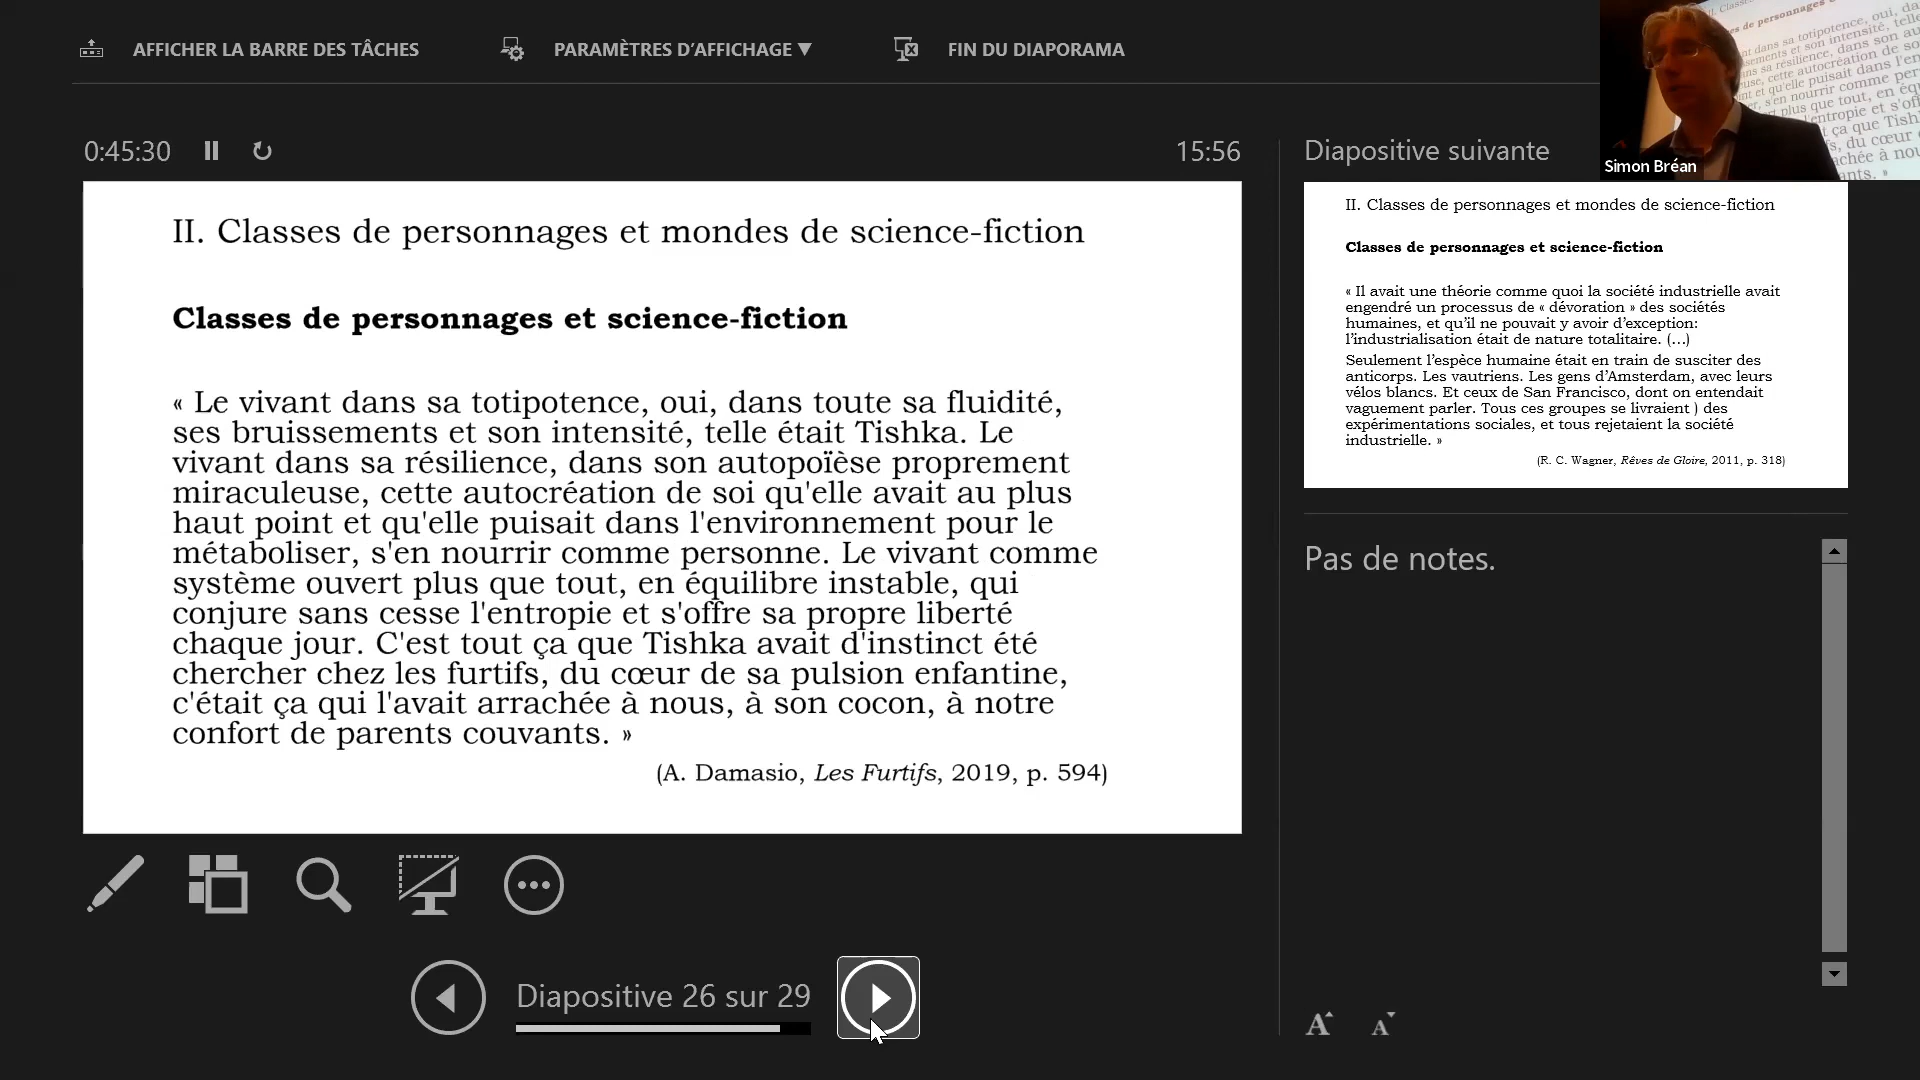 AFFICHER LA BARRE DES TÂCHES
PARAMÈTRES D'AFFICHAGE ▼
FIN DU DIAPORAMA
0:45:30
15:56
II. Classes de personnages et mondes de science-fiction
Classes de personnages et science-fiction
« Le vivant dans sa totipotence, oui, dans toute sa fluidité,
ses bruissements et son intensité, telle était Tishka. Le
vivant dans sa résilience, dans son autopoïèse proprement
miraculeuse, cette autocréation de soi qu'elle avait au plus
haut point et qu'elle puisait dans l'environnement pour le
métaboliser, s'en nourrir comme personne. Le vivant comme
système ouvert plus que tout, en équilibre instable, qui
conjure sans cesse l'entropie et s'offre sa propre liberté
chaque jour. C'est tout ça que Tishka avait d'instinct été
chercher chez les furtifs, du cœur de sa pulsion enfantine,
c'était ça qui l'avait arrachée à nous, à son cocon, à notre
confort de parents couvants. »
(A. Damasio, Les Furtifs, 2019, p. 594)
Diapositive 26 sur 29
Simon Bréan
Diapositive suivante
II. Classes de personnages et mondes de science-fiction
Classes de personnages et science-fiction
« Il avait une théorie comme quoi la société industrielle avait
engendré un processus de « dévoration » des sociétés
humaines, et qu'il ne pouvait y avoir d'exception:
l'industrialisation était de nature totalitaire. (…)
Seulement l'espèce humaine était en train de susciter des
anticorps. Les vautriens. Les gens d'Amsterdam, avec leurs
vélos blancs. Et ceux de San Francisco, dont on entendait
vaguement parler. Tous ces groupes se livraient ) des
expérimentations sociales, et tous rejetaient la société
industrielle. »
(R. C. Wagner, Rêves de Gloire, 2011, p. 318)
Pas de notes.
A A